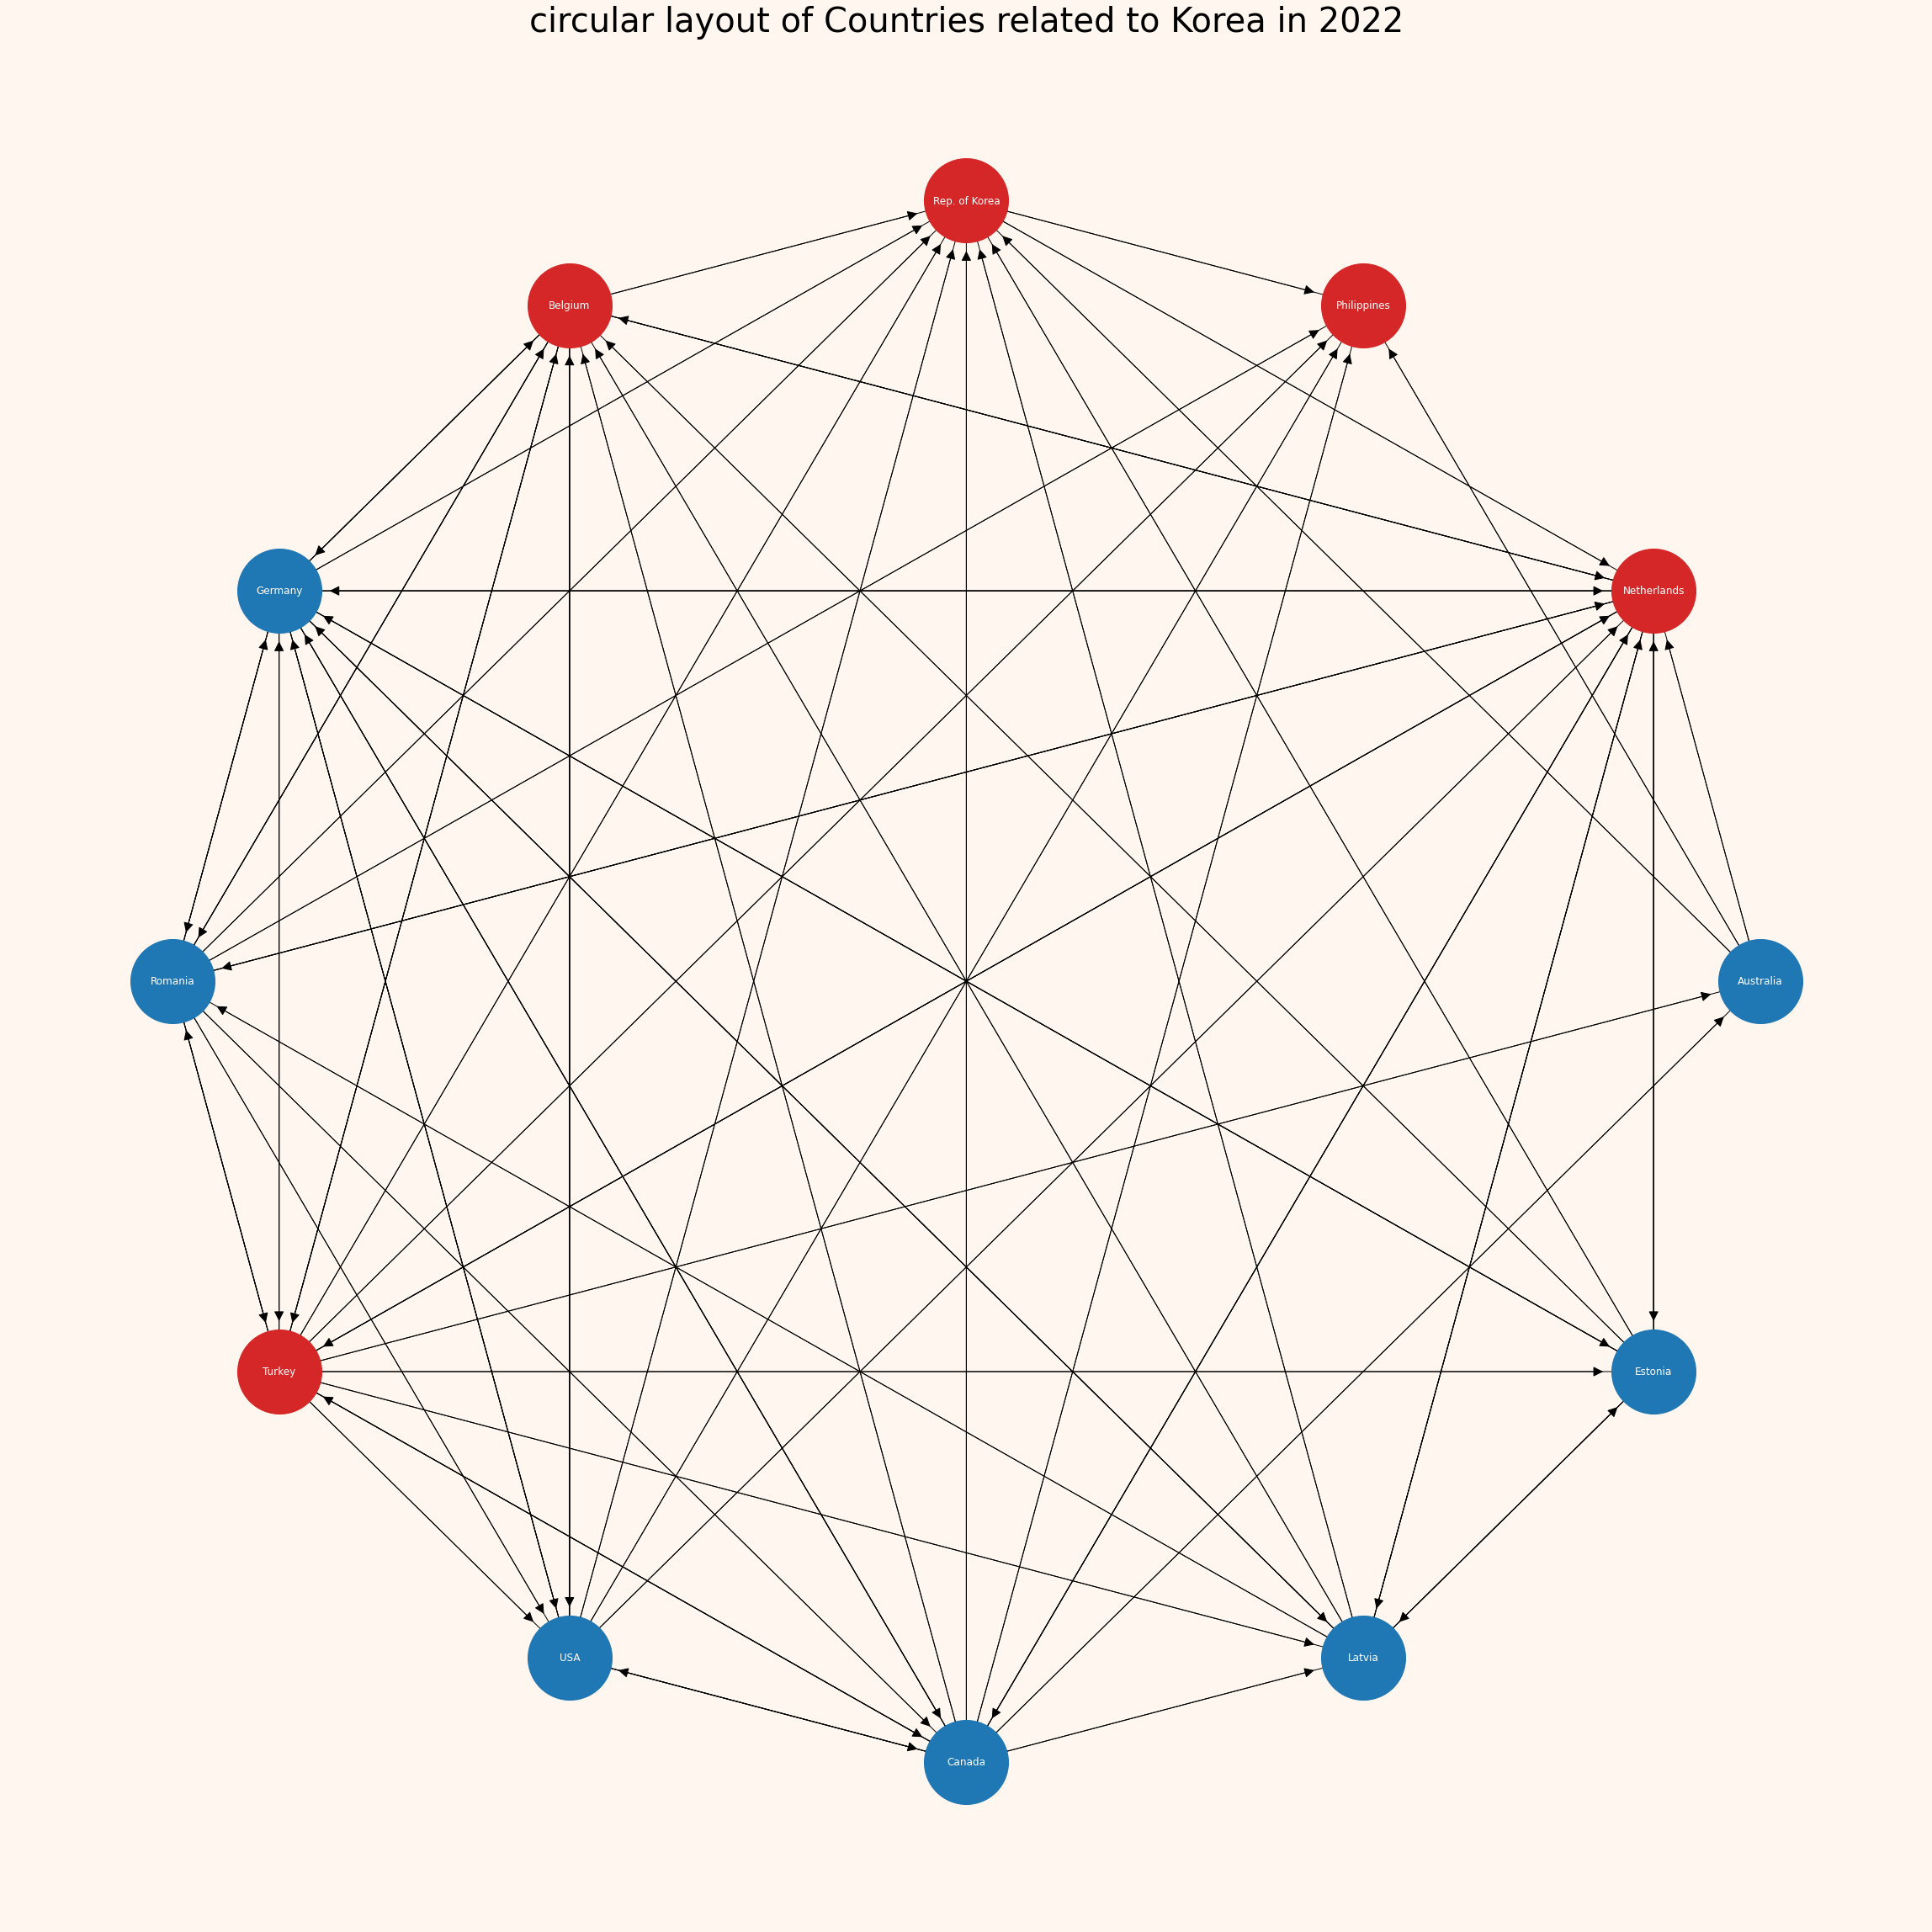 circular layout of Countries related to Korea in 2022
Rep. of Korea
Belgium
Philippines
Germany
Netherlands
Romania
Australia
Turkey
Estonia
USA
Latvia
Canada